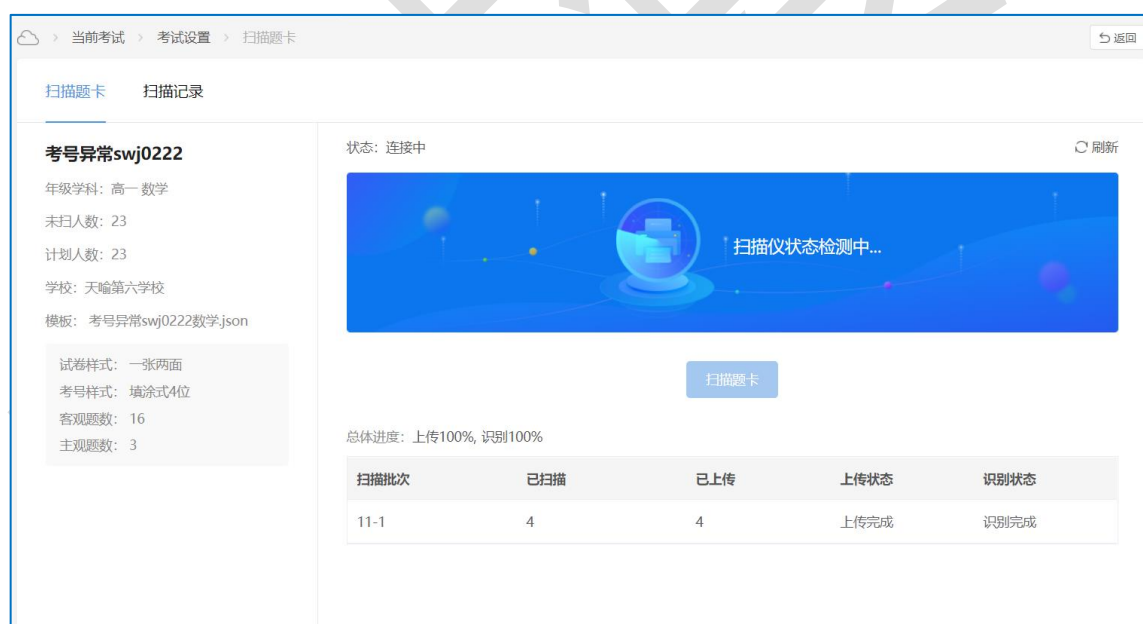 当前考试 > 考试设置 > 扫描题卡
返回
扫描题卡 扫描记录
考号异常swj0222
年级学科：高一 数学
未扫人数：23
计划人数：23
学校：天喻第六学校
模板： 考号异常swj0222数学.json
试卷样式： 一张两面
考号样式： 填涂式4位
客观题数： 16
主观题数： 3
状态：连接中
刷新
扫描仪状态检测中...
扫描题卡
总体进度：上传100%, 识别100%
扫描批次 已扫描 已上传 上传状态 识别状态
11-1 4 4 上传完成 识别完成